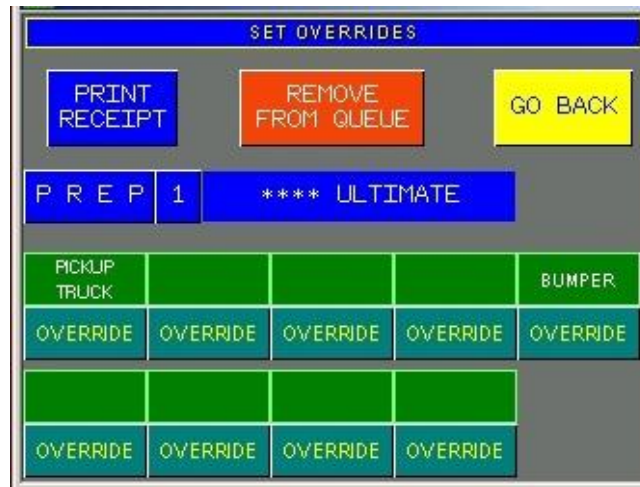 SET OVERRIDES
PRINT
RECEIPT
REMOVE
FROM QUEUE
GO BACK
P R E P 1 **** ULTIMATE
PICKUP
TRUCK
BUMPER
OVERRIDE OVERRIDE OVERRIDE OVERRIDE OVERRIDE
OVERRIDE OVERRIDE OVERRIDE OVERRIDE